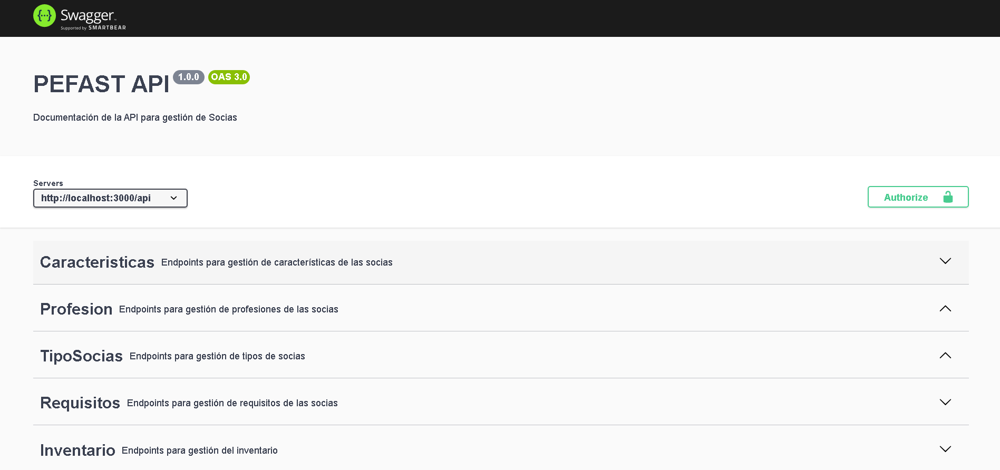 Swagger™
Supported by SMARTBEAR
PEFAST API 1.0.0 OAS 3.0
Documentación de la API para gestión de Socias
Servers
http://localhost:3000/api
Authorize
Caracteristicas Endpoints para gestión de características de las socias
Profesion Endpoints para gestión de profesiones de las socias
TipoSocias Endpoints para gestión de tipos de socias
Requisitos Endpoints para gestión de requisitos de las socias
Inventario Endpoints para gestión del inventario